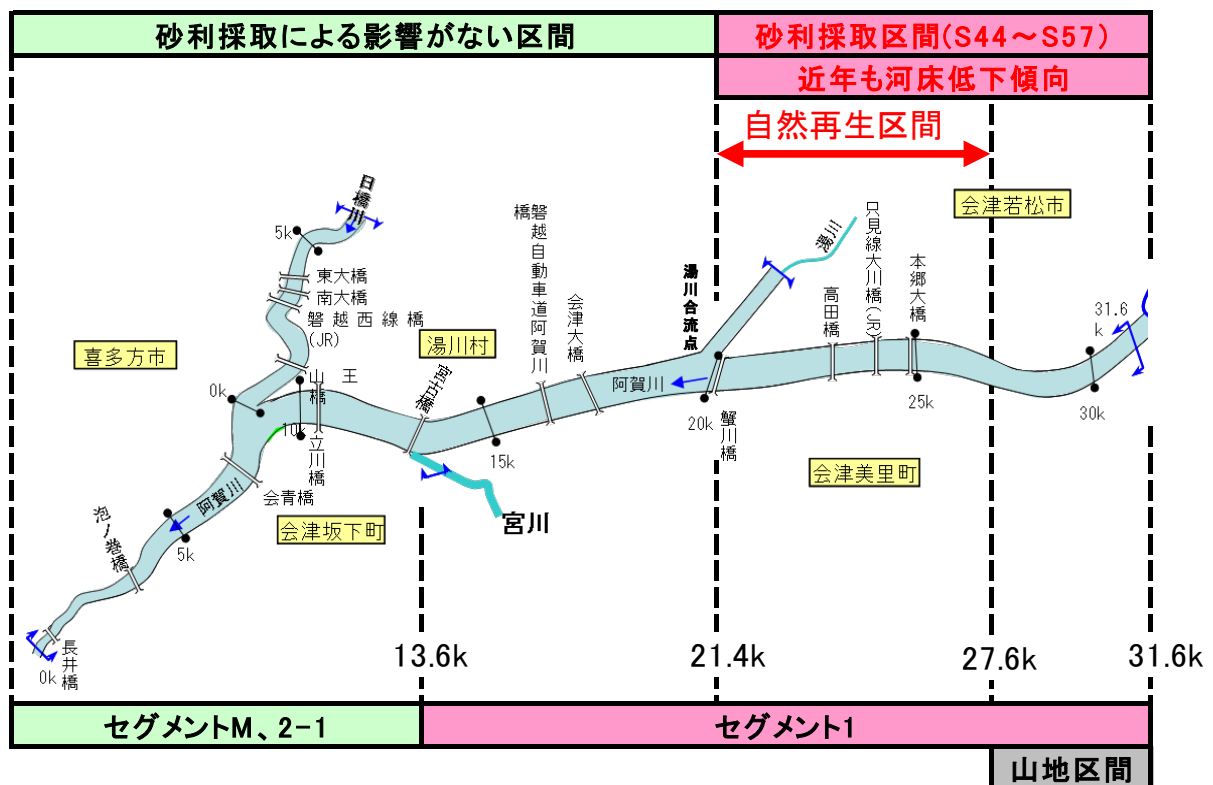 砂利採取による影響がない区間
砂利採取区間(S44～S57)
近年も河床低下傾向
自然再生区間
会津若松市
日橋川
5k
東大橋
南大橋
磐越西線橋
(JR)
喜多方市
湯川村
磐越自動車道阿賀川橋
会津大橋
湯川合流点
湯川
高田橋
只見線大川橋(JR)
本郷大橋
31.6
k
0k
山王橋
宮古橋
阿賀川
10k
立川橋
15k
20k
蟹川橋
25k
30k
会青橋
阿賀川
会津坂下町
宮川
会津美里町
泡ノ巻橋
5k
長井橋
0k
13.6k
21.4k
27.6k
31.6k
セグメントM、2-1
セグメント1
山地区間